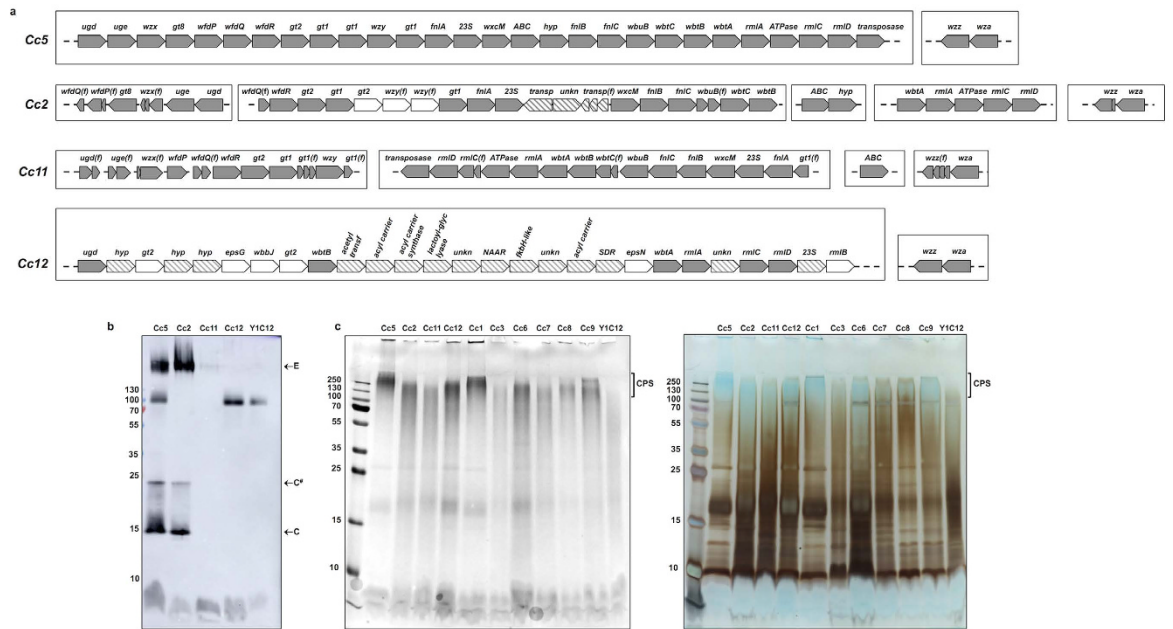 a
Cc5
ugd uge wzx gt8 wfdP wfdQ wfdR gt2 gt1 gt1 wzy gt1 fnlA 23S wxcM ABC hyp fnlB fnlC wbuB wbtC wbtB wbtA rmlA ATPase rmlC rmlD transposase wzz wza
Cc2
wfdQ(f) wfdP(f) gt8 wzx(f) uge ugd wfdQ(f) wfdR gt2 gt1 gt2 wzy(f) wzy(f) gt1 fnlA 23S transp unkn transp(f) wxcM fnlB fnlC wbuB(f) wbtC wbtB ABC hyp wbtA rmlA ATPase rmlC rmlD wzz wza
Cc11
ugd(f) uge(f) wzx(f) wfdP wfdQ(f) wfdR gt2 gt1 gt1(f) wzy gt1(f) transposase rmlD rmlC(f) ATPase rmlA wbtA wbtB wbtC(f) wbuB fnlC fnlB wxcM 23S fnlA gt1(f) ABC wzz(f) wza
Cc12
ugd hyp gt2 hyp hyp epsG wbbJ gt2 wbtB acetyl transf acyl carrier acyl carrier synthase lactoyl-glyc lyase unkn NAAR fkbH-like unkn acyl carrier SDR epsN wbtA rmlA unkn rmlC rmlD 23S rmlB wzz wza
b
Cc5 Cc2 Cc11 Cc12 Y1C12
130
100
70
55
35
25
15
10
←E
←C#
←C
c
Cc5 Cc2 Cc11 Cc12 Cc1 Cc3 Cc6 Cc7 Cc8 Cc9 Y1C12
250
130
100
70
55
35
25
15
10
CPS
Cc5 Cc2 Cc11 Cc12 Cc1 Cc3 Cc6 Cc7 Cc8 Cc9 Y1C12
250
130
100
70
55
35
25
15
10
CPS